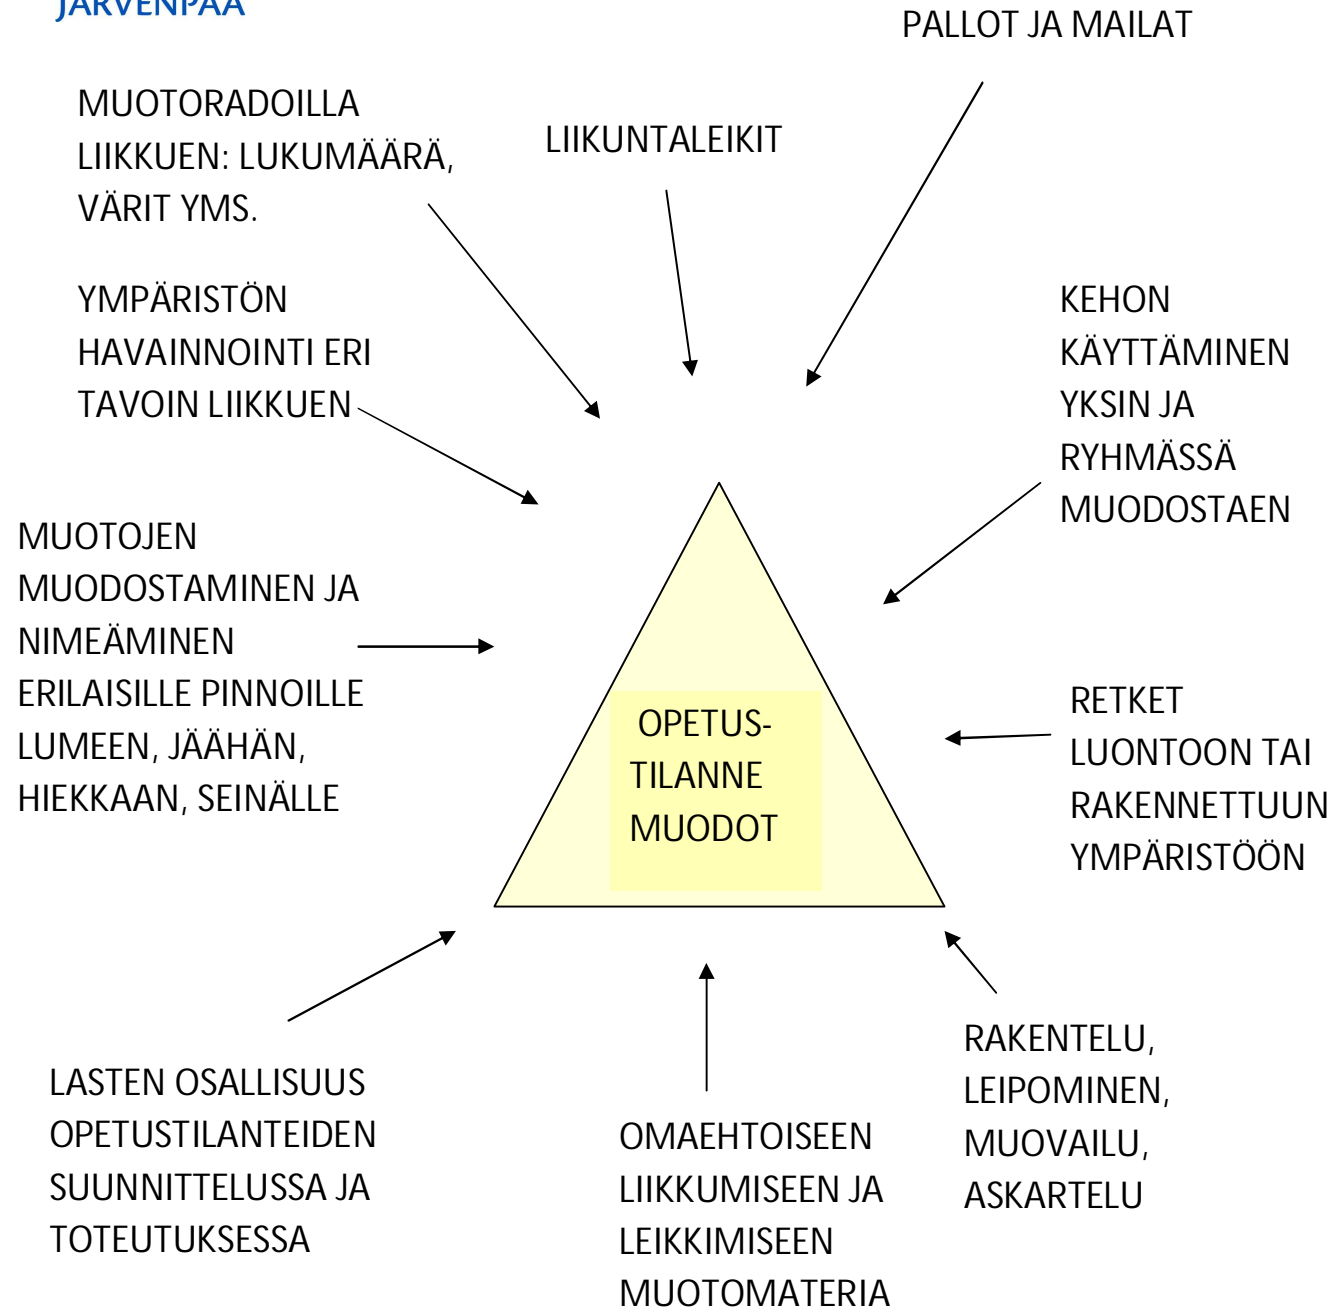 JÄRVENPÄÄ
PALLOT JA MAILAT
MUOTORADOILLA
LIIKKUEN: LUKUMÄÄRÄ,
VÄRIT YMS.
LIIKUNTALEIKIT
YMPÄRISTÖN
HAVAINNOINTI ERI
TAVOIN LIIKKUEN
KEHON
KÄYTTÄMINEN
YKSIN JA
RYHMÄSSÄ
MUODOSTAEN
MUOTOJEN
MUODOSTAMINEN JA
NIMEÄMINEN
ERILAISILLE PINNOILLE
LUMEEN, JÄÄHÄN,
HIEKKAAN, SEINÄLLE
OPETUS-
TILANNE
MUODOT
RETKET
LUONTOON TAI
RAKENNETTUUN
YMPÄRISTÖÖN
LASTEN OSALLISUUS
OPETUSTILANTEIDEN
SUUNNITTELUSSA JA
TOTEUTUKSESSA
OMAEHTOISEEN
LIIKKUMISEEN JA
LEIKKIMISEEN
MUOTOMATERIA
RAKENTELU,
LEIPOMINEN,
MUOVAILU,
ASKARTELU